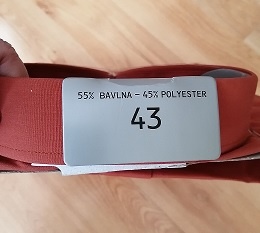 55% BAVLNA – 45% POLYESTER
43